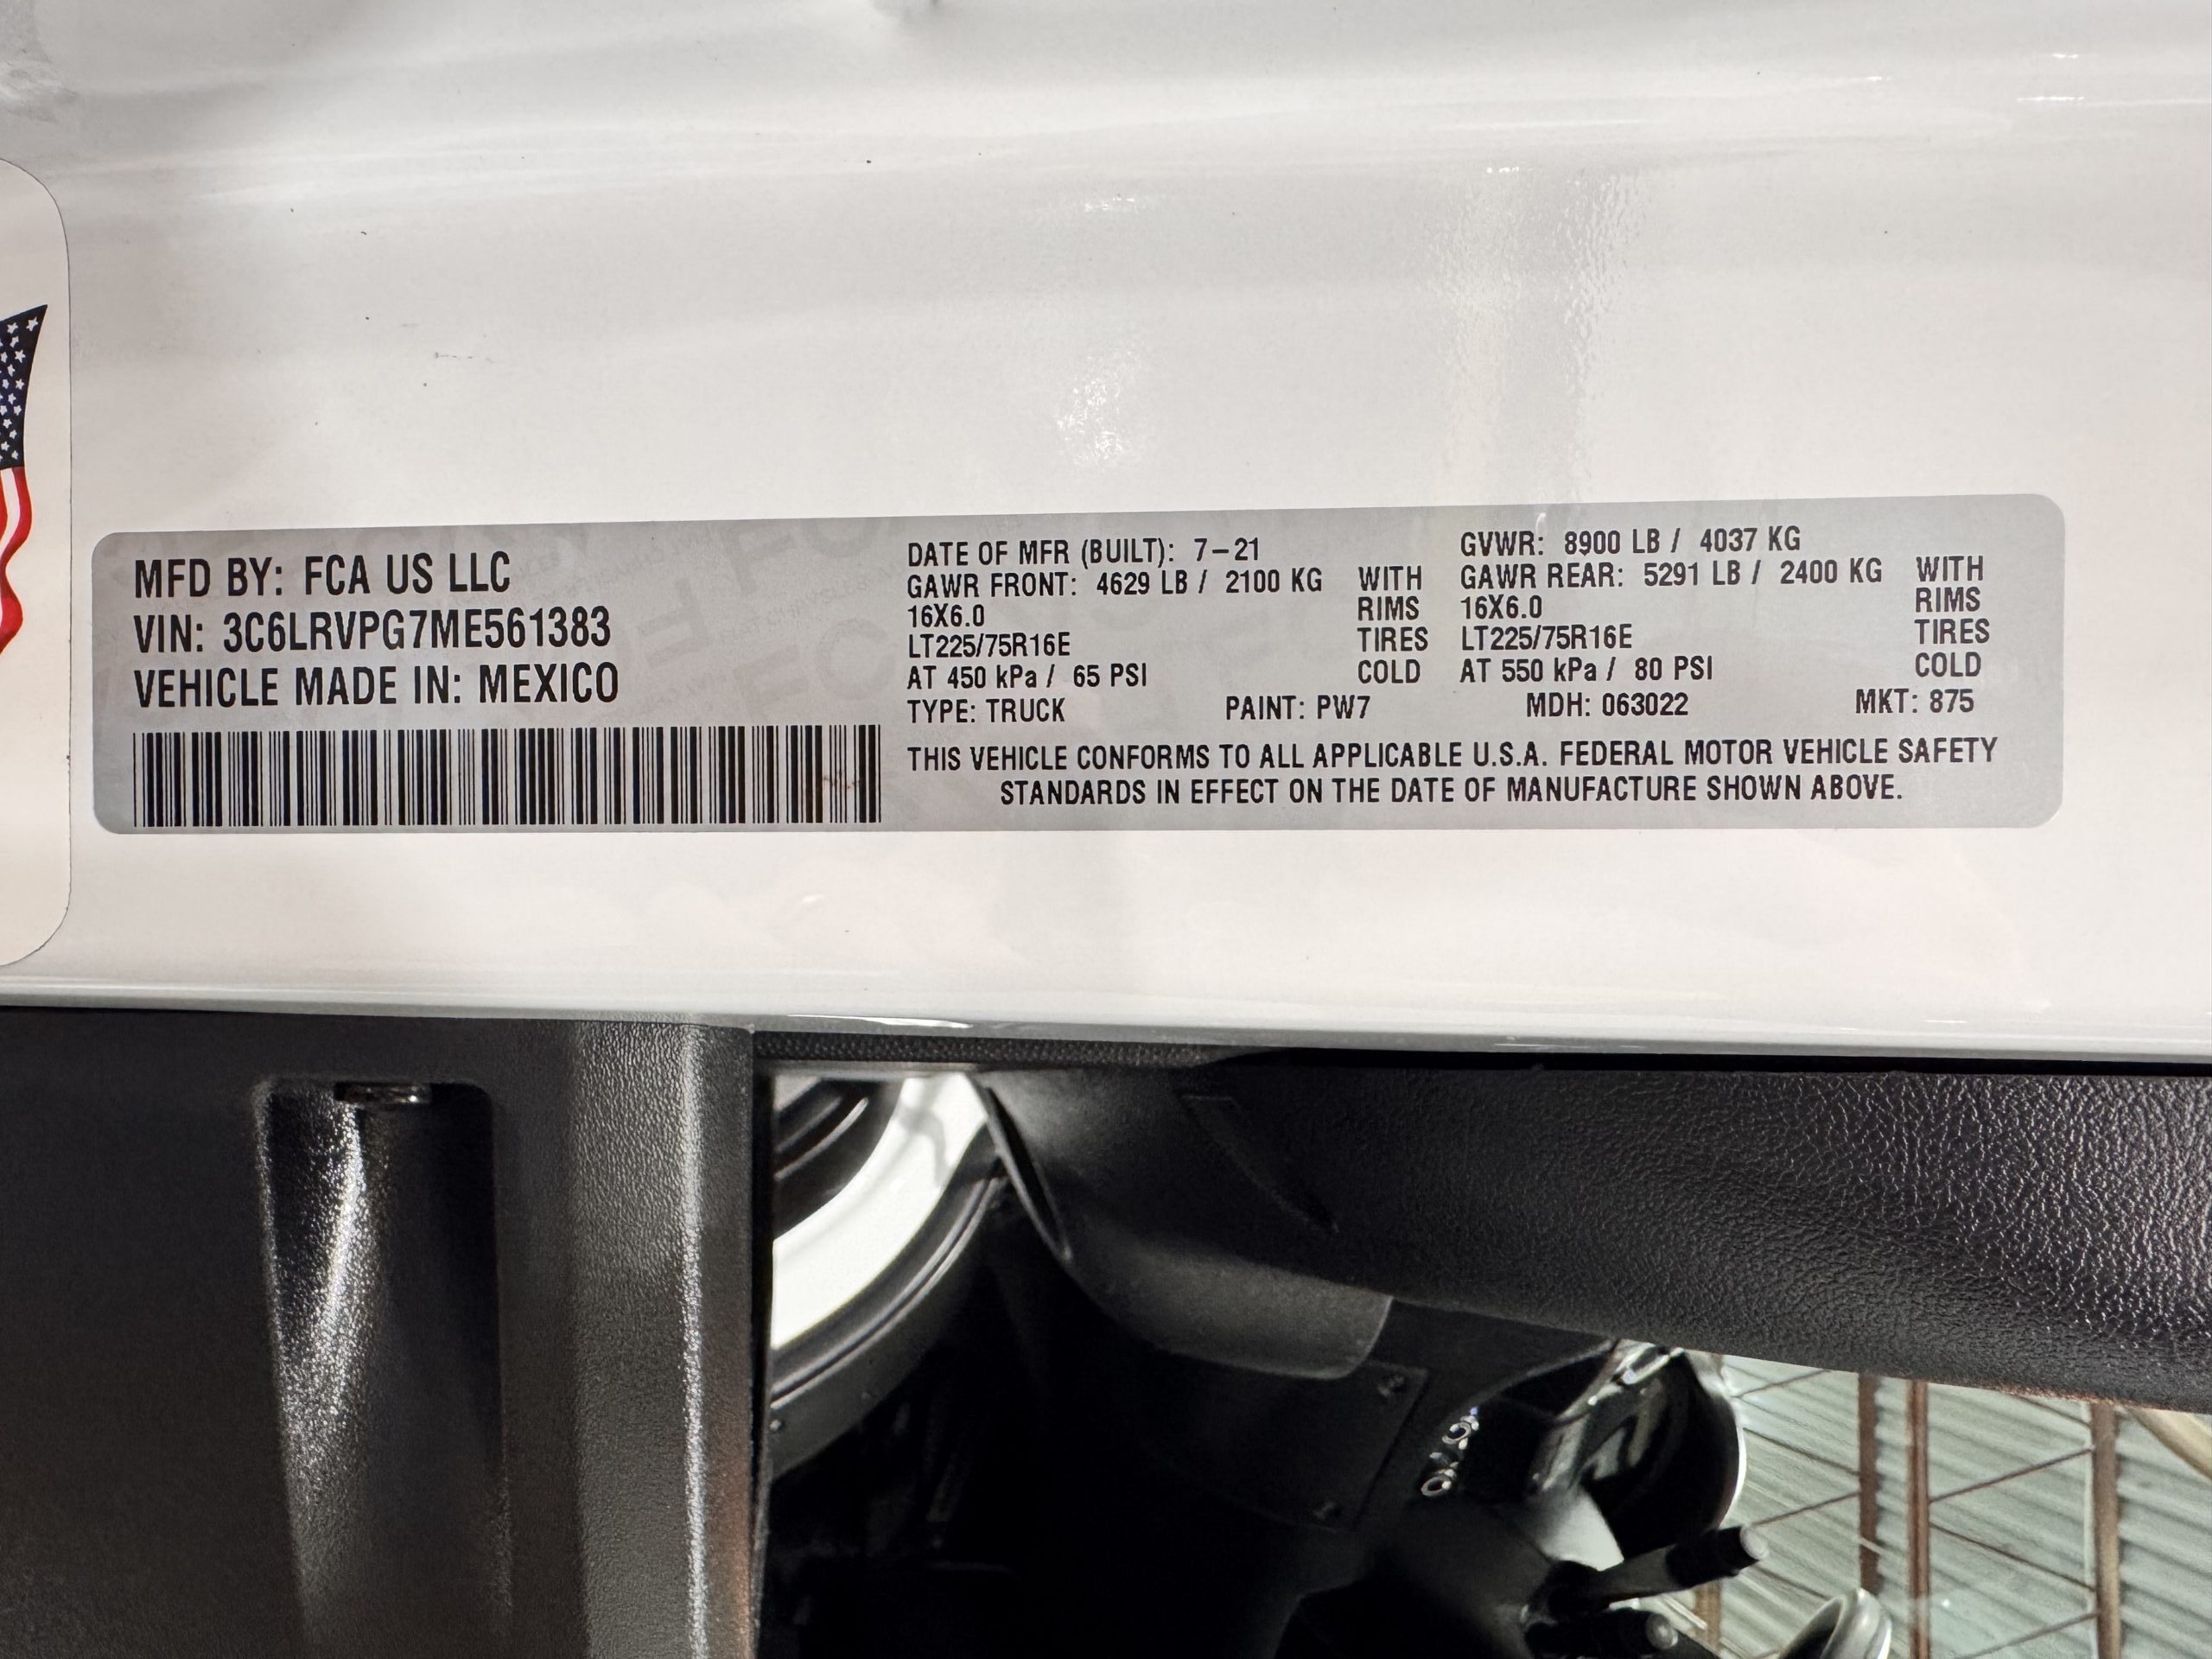 MFD BY: FCA US LLC
VIN: 3C6LRVPG7ME561383
VEHICLE MADE IN: MEXICO
DATE OF MFR (BUILT): 7-21
GVWR: 8900 LB / 4037 KG
GAWR FRONT: 4629 LB / 2100 KG WITH
16X6.0 RIMS
LT225/75R16E TIRES
AT 450 kPa / 65 PSI COLD
GAWR REAR: 5291 LB / 2400 KG WITH
16X6.0 RIMS
LT225/75R16E TIRES
AT 550 kPa / 80 PSI COLD
TYPE: TRUCK PAINT: PW7 MDH: 063022 MKT: 875
THIS VEHICLE CONFORMS TO ALL APPLICABLE U.S.A. FEDERAL MOTOR VEHICLE SAFETY
STANDARDS IN EFFECT ON THE DATE OF MANUFACTURE SHOWN ABOVE.